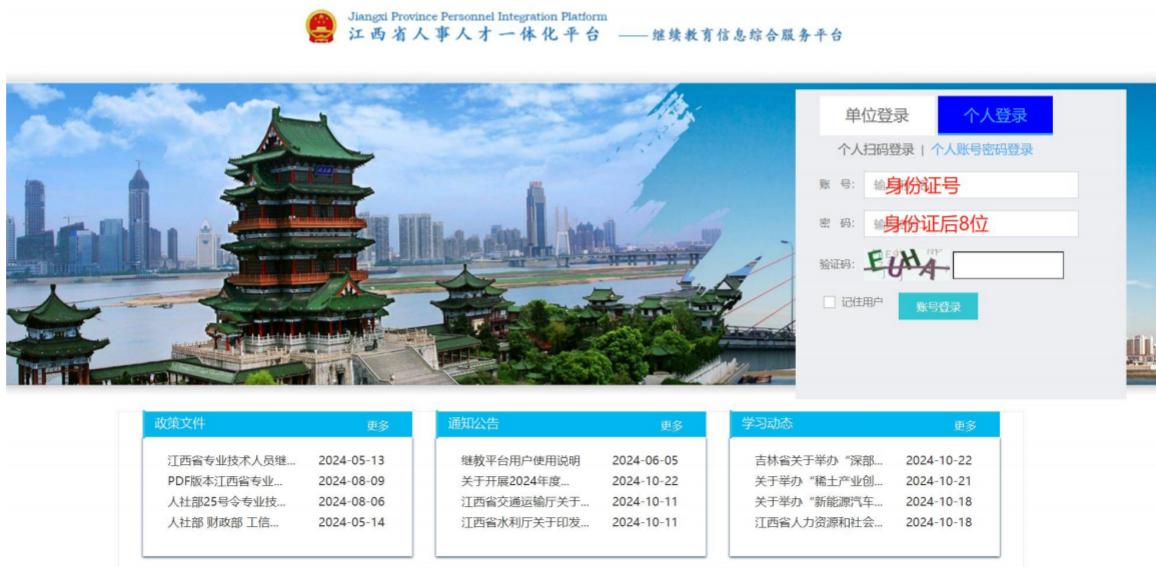 Jiangxi Province Personnel Integration Platform
江西省人事人才一体化平台 ——继续教育信息综合服务平台
单位登录 个人登录
个人扫码登录 | 个人账号密码登录
账 号: 输 身份证号
密 码: 输 身份证后8位
验证码: EUHA
记住用户 账号登录
政策文件 更多
江西省专业技术人员继... 2024-05-13
PDF版本江西省专业... 2024-08-09
人社部25号令专业技... 2024-08-06
人社部 财政部 工信... 2024-05-14
通知公告 更多
继教平台用户使用说明 2024-06-05
关于开展2024年度... 2024-10-22
江西省交通运输厅关于... 2024-10-11
江西省水利厅关于印发... 2024-10-11
学习动态 更多
吉林省关于举办“深部... 2024-10-22
关于举办“稀土产业创... 2024-10-21
关于举办“新能源汽车... 2024-10-18
江西省人力资源和社会... 2024-10-18